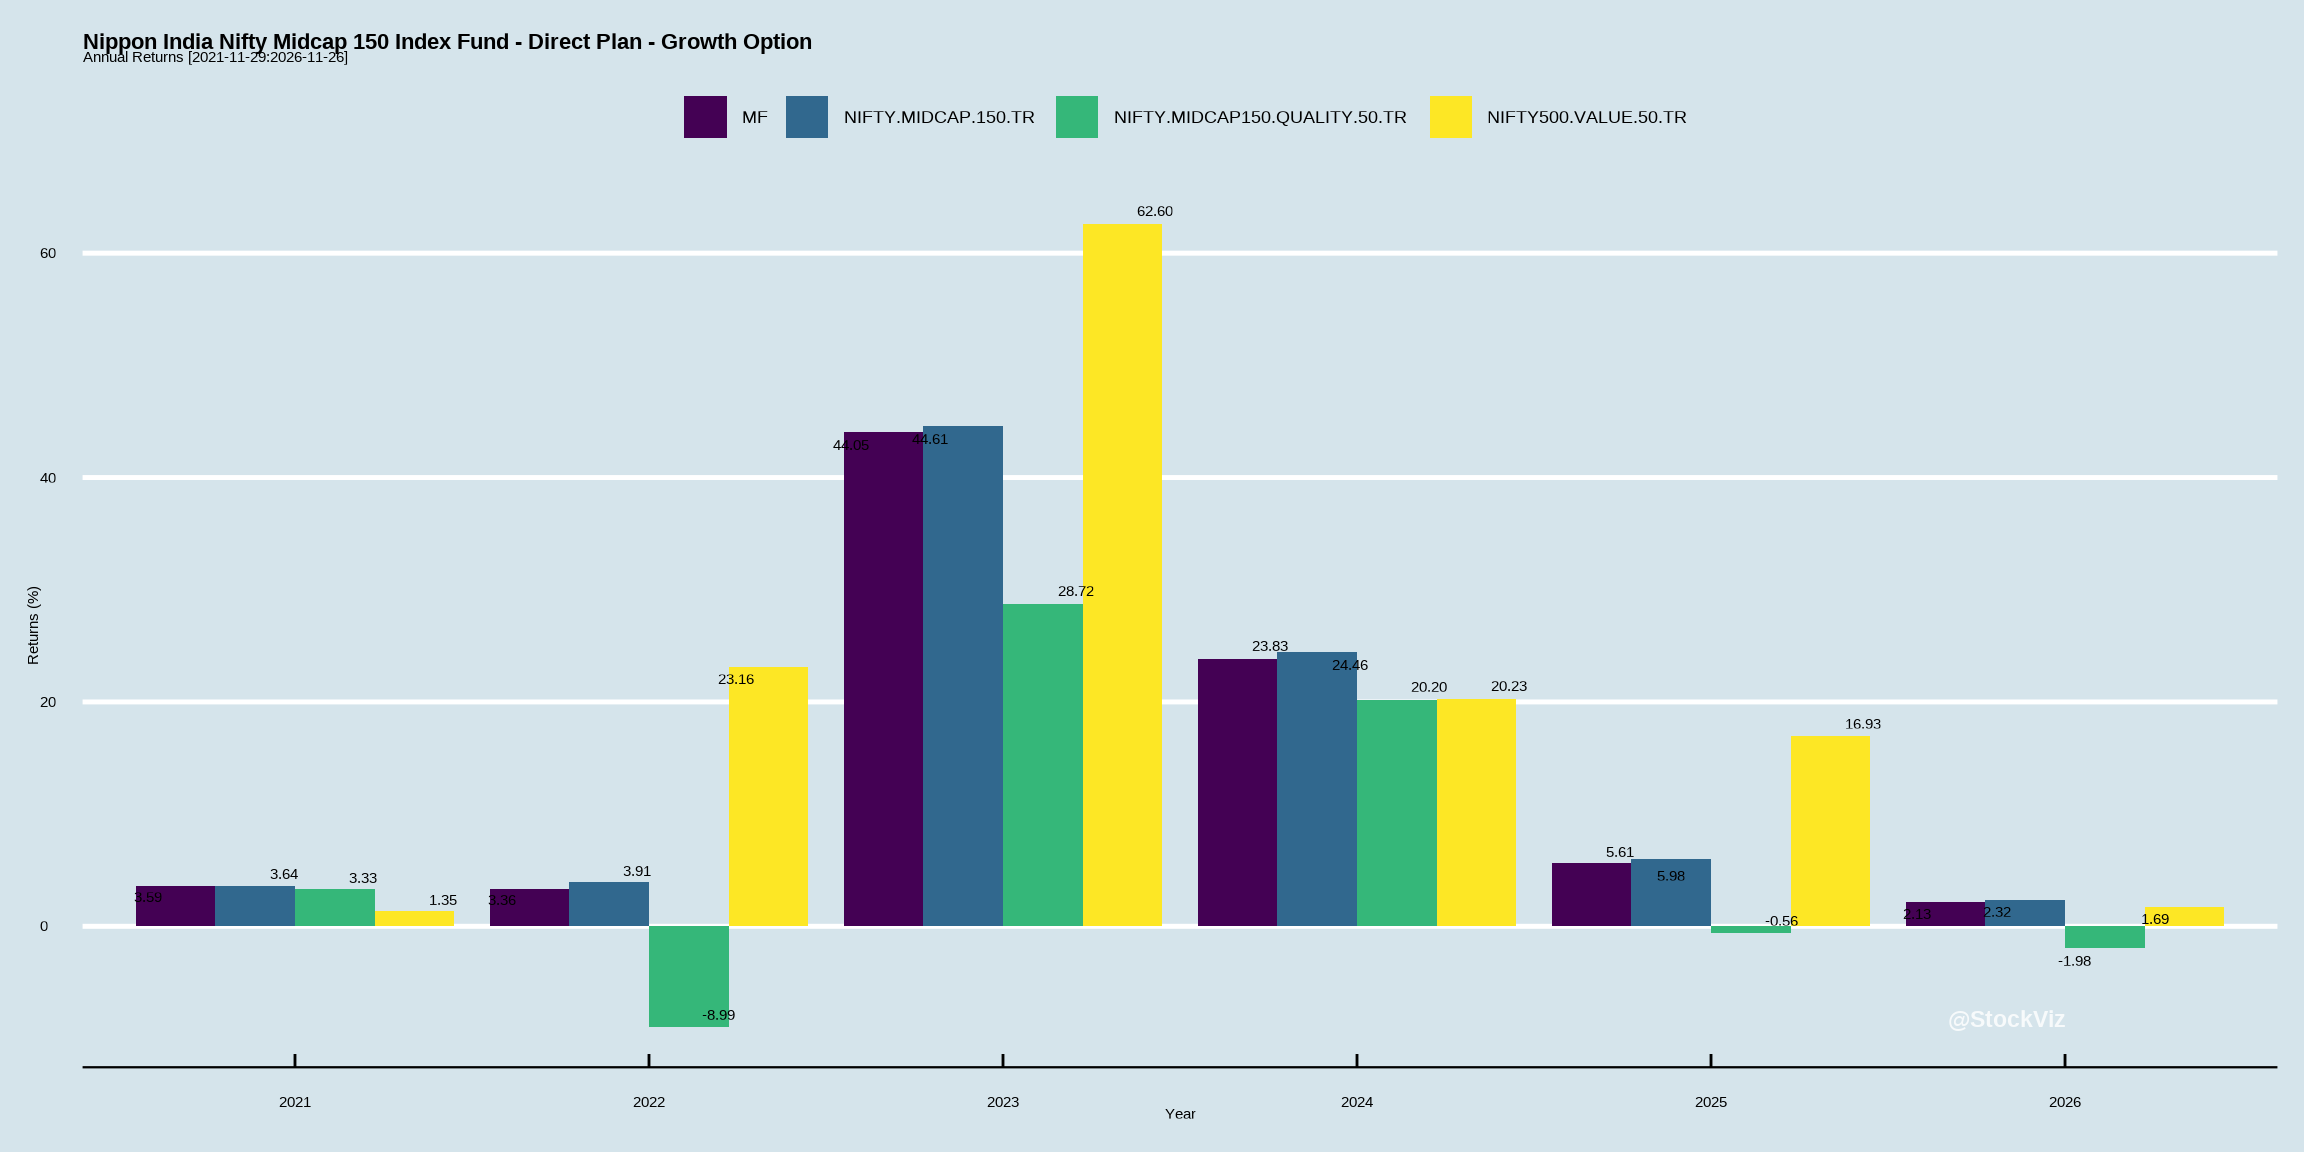 Nippon India Nifty Midcap 150 Index Fund - Direct Plan - Growth Option
Annual Returns [2021-11-29:2026-11-26]
MF NIFTY.MIDCAP.150.TR NIFTY.MIDCAP150.QUALITY.50.TR NIFTY500.VALUE.50.TR
62.60
60
44.05 44.61
40
28.72
23.83
24.46
23.16
20.20 20.23
20
16.93
5.61
5.98
3.59 3.64 3.33 1.35
3.36 3.91
-0.56
2.13 2.32 1.69
0
-1.98
-8.99
Returns (%)
@StockViz
2021 2022 2023 2024 2025 2026
Year